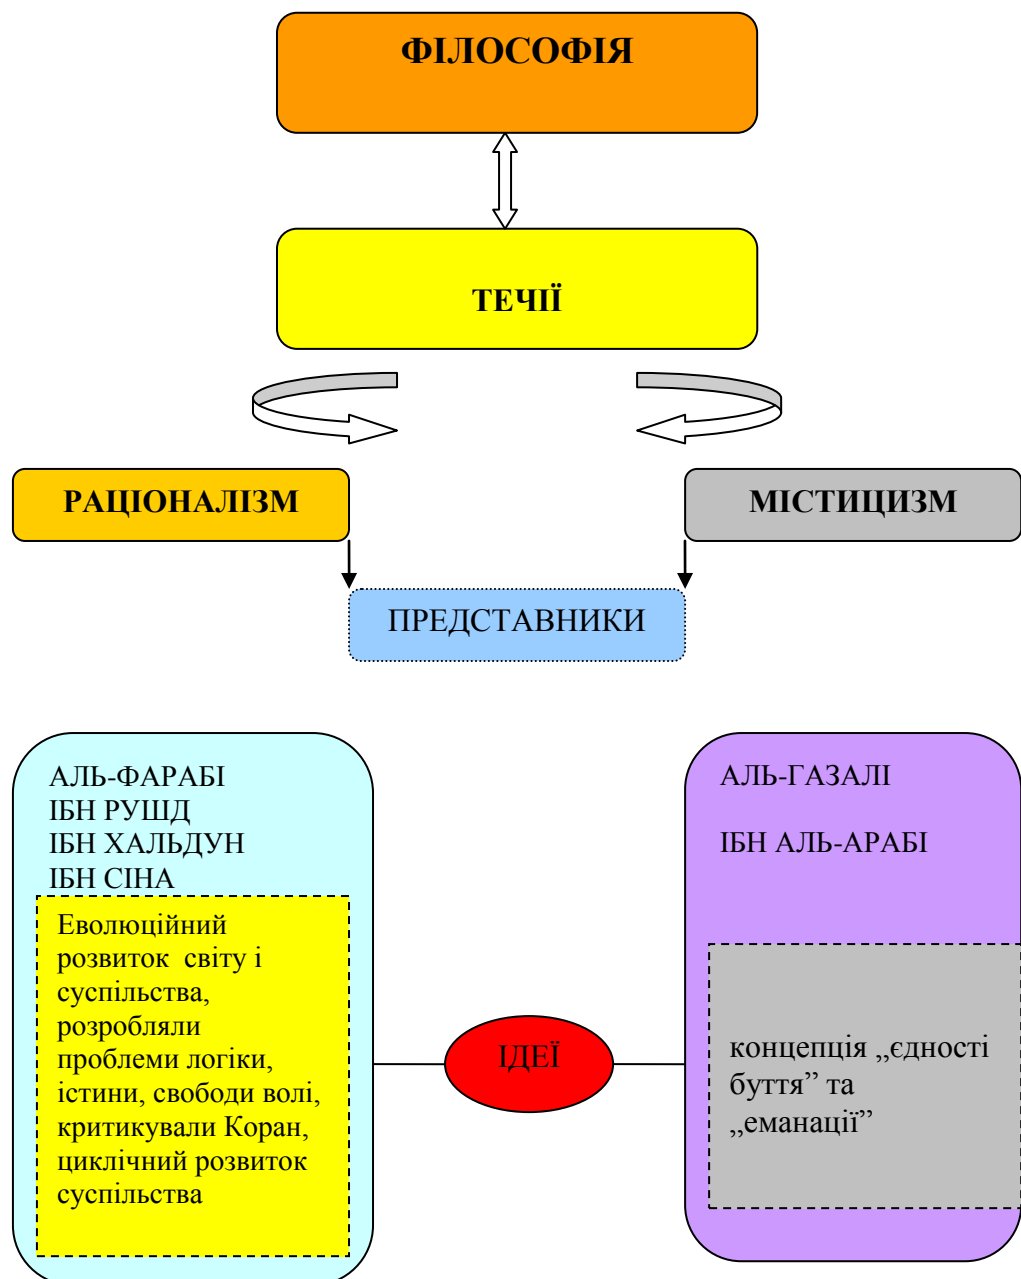 ФІЛОСОФІЯ
ТЕЧІЇ
РАЦІОНАЛІЗМ
МІСТИЦИЗМ
ПРЕДСТАВНИКИ
АЛЬ-ФАРАБІ
ІБН РУШД
ІБН ХАЛЬДУН
ІБН СІНА
Еволюційний
розвиток світу і
суспільства,
розробляли
проблеми логіки,
істини, свободи волі,
критикували Коран,
циклічний розвиток
суспільства
ІДЕЇ
АЛЬ-ГАЗАЛІ
ІБН АЛЬ-АРАБІ
концепція „єдності
буття” та
„еманації”